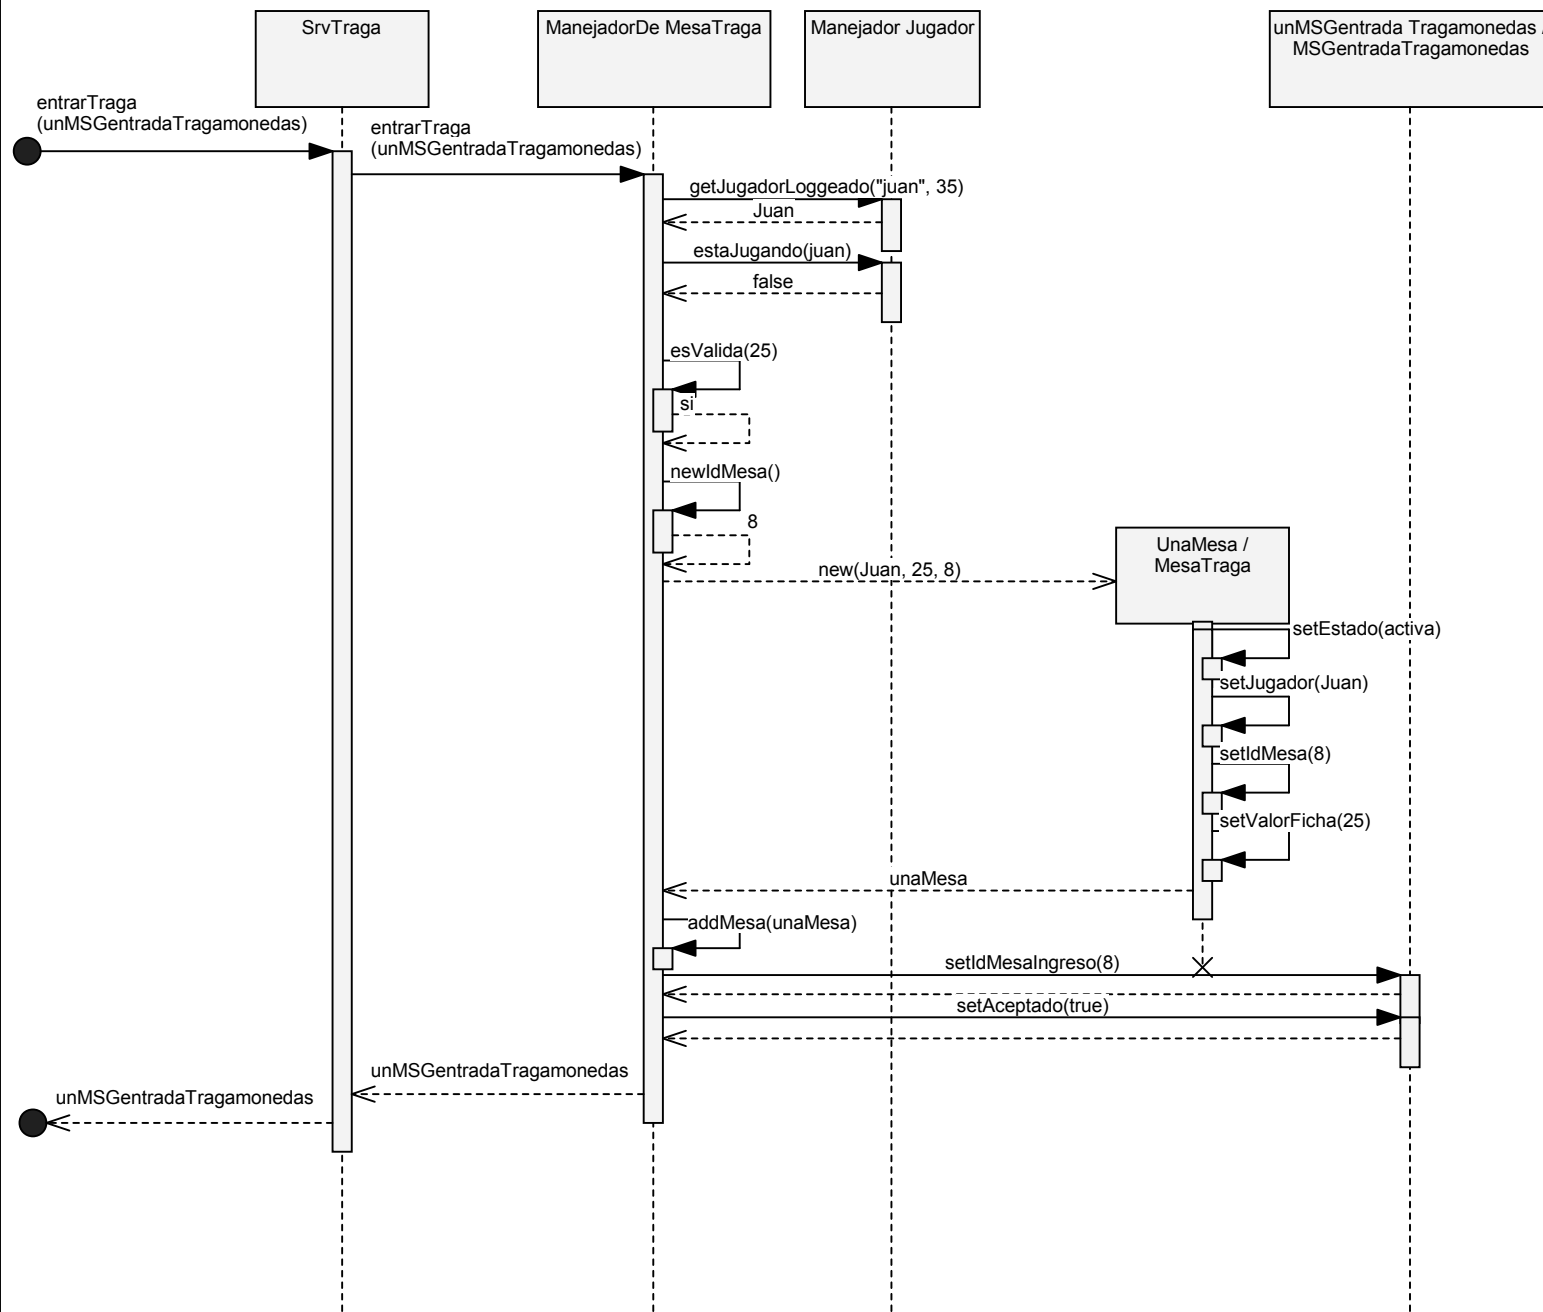 SrvTraga
ManejadorDe MesaTraga
Manejador Jugador
unMSGentrada Tragamonedas /
MSGentradaTragamonedas
entrarTraga
(unMSGentradaTragamonedas)
entrarTraga
(unMSGentradaTragamonedas)
getJugadorLoggeado("juan", 35)
Juan
estaJugando(juan)
false
esValida(25)
si
newIdMesa()
8
UnaMesa /
MesaTraga
new(Juan, 25, 8)
setEstado(activa)
setJugador(Juan)
setIdMesa(8)
setValorFicha(25)
unaMesa
addMesa(unaMesa)
setIdMesaIngreso(8)
setAceptado(true)
unMSGentradaTragamonedas
unMSGentradaTragamonedas